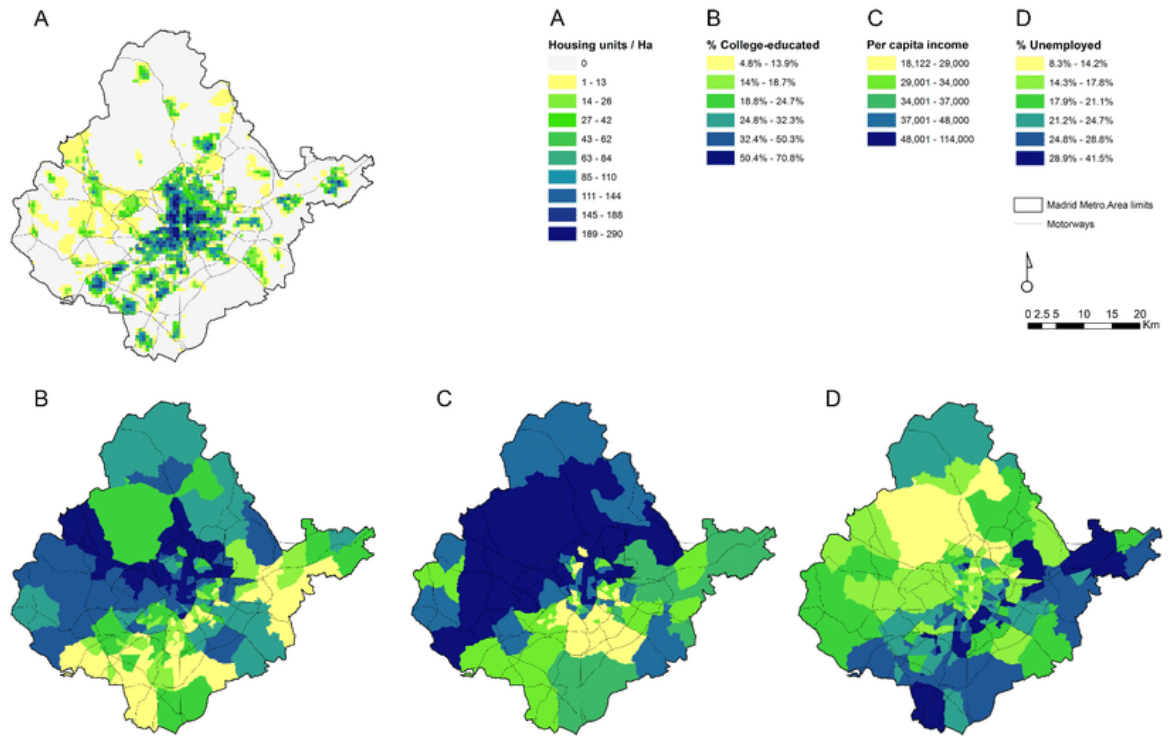 A
A
Housing units / Ha
0
1 - 13
14 - 26
27 - 42
43 - 62
63 - 84
85 - 110
111 - 144
145 - 188
189 - 290
B
% College-educated
4.8% - 13.9%
14% - 18.7%
18.8% - 24.7%
24.8% - 32.3%
32.4% - 50.3%
50.4% - 70.8%
C
Per capita income
18,122 - 29,000
29,001 - 34,000
34,001 - 37,000
37,001 - 48,000
48,001 - 114,000
D
% Unemployed
8.3% - 14.2%
14.3% - 17.8%
17.9% - 21.1%
21.2% - 24.7%
24.8% - 28.8%
28.9% - 41.5%
Madrid Metro.Area limits
Motorways
0 2.5 5 10 15 20
Km
B
C
D